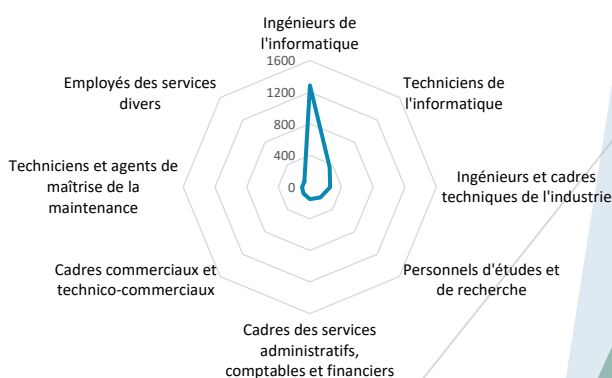 Ingénieurs de
l'informatique
1600
1200
800
400
0
Techniciens de
l'informatique
Ingénieurs et cadres
techniques de l'industrie
Personnels d'études et
de recherche
Cadres des services
administratifs,
comptables et financiers
Cadres commerciaux et
technico-commerciaux
Techniciens et agents de
maîtrise de la
maintenance
Employés des services
divers